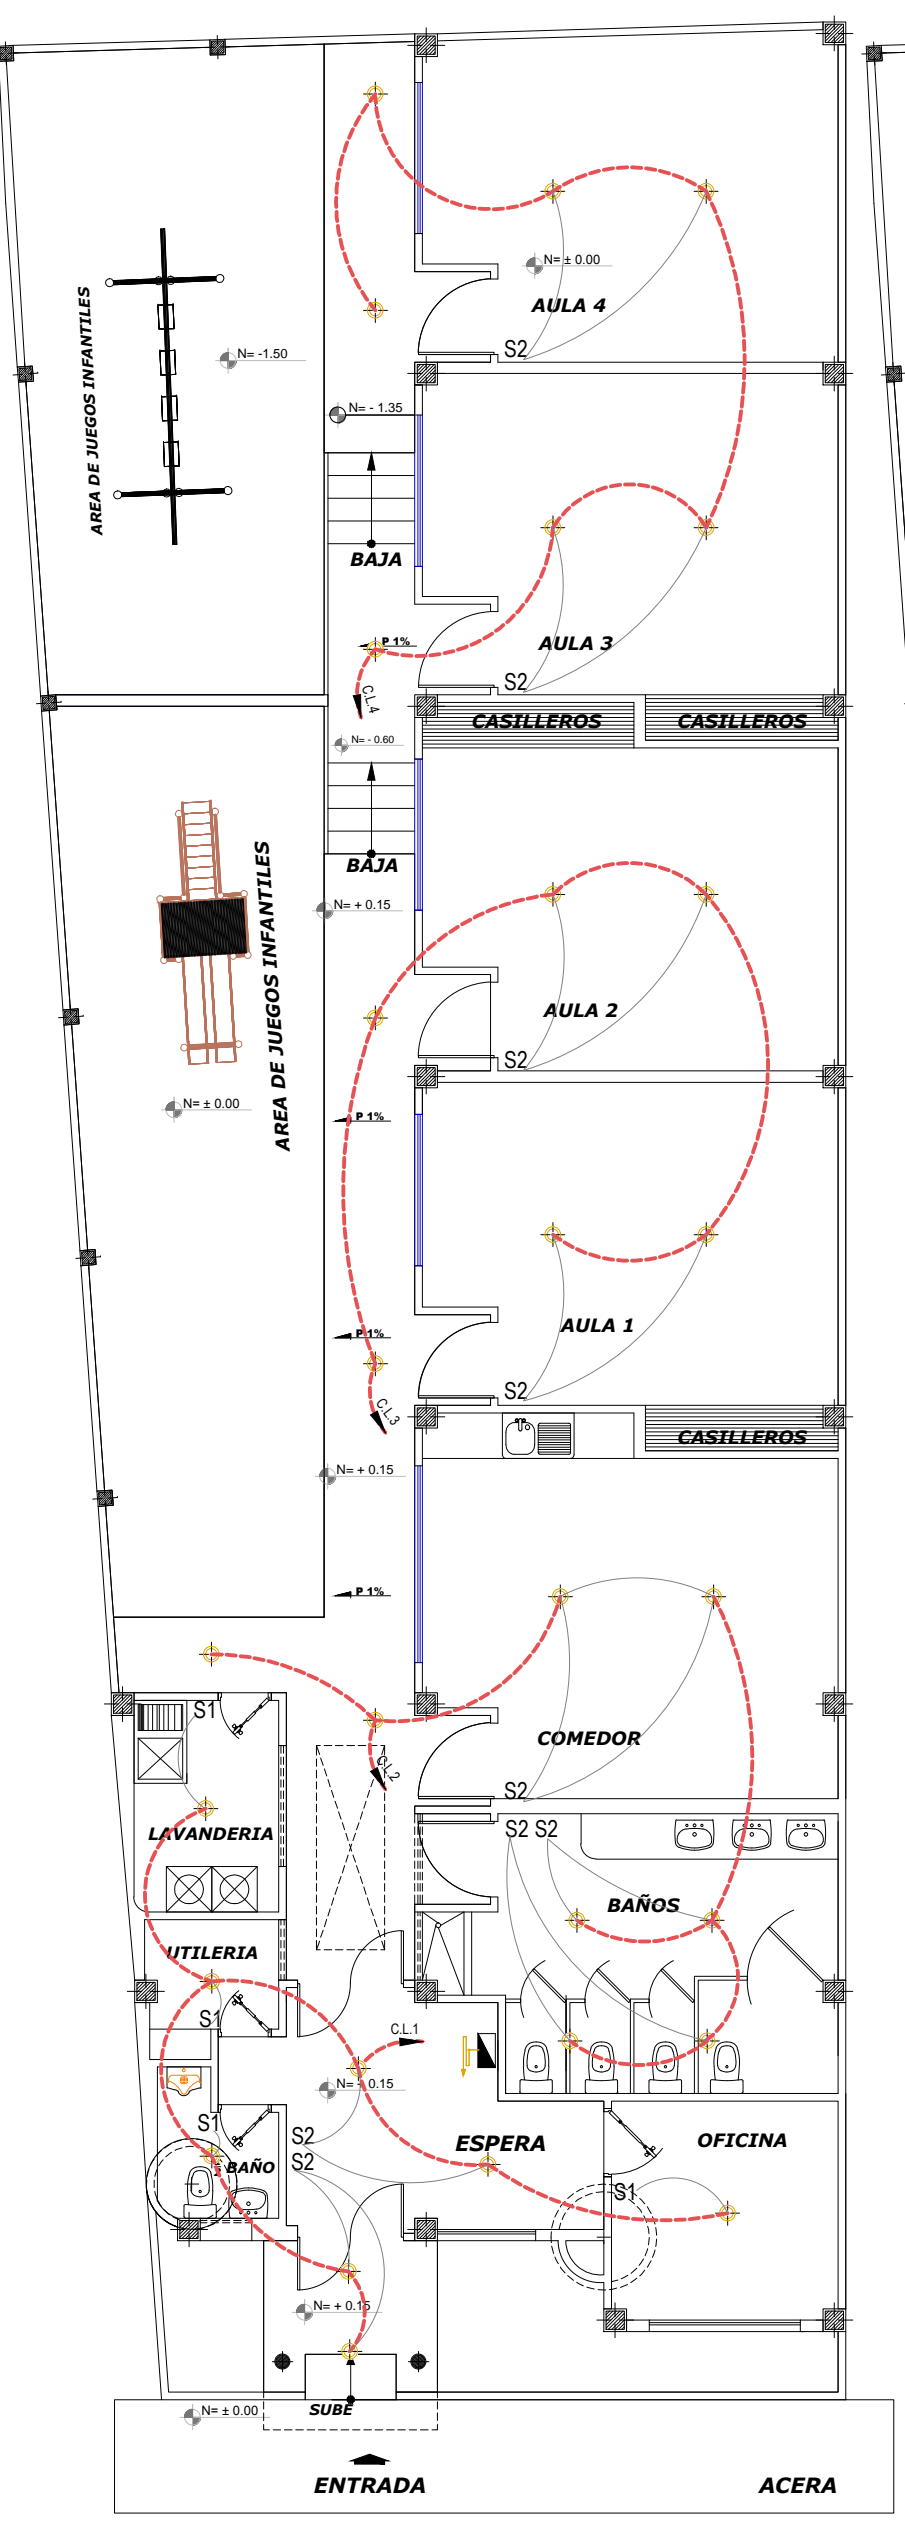 N= ± 0.00
AULA 4
AREA DE JUEGOS INFANTILES
S2
N= -1.50
N= - 1.35
BAJA
P 1%
AULA 3
S2
C.L.4
CASILLEROS
CASILLEROS
N= - 0.60
BAJA
AREA DE JUEGOS INFANTILES
N= + 0.15
AULA 2
S2
N= ± 0.00
P 1%
AULA 1
P 1%
S2
C.L.3
CASILLEROS
N= + 0.15
P 1%
S1
COMEDOR
C.L.2
S2
LAVANDERIA
S2 S2
BAÑOS
UTILERIA
S1
C.L.1
N= + 0.15
S1
S2
ESPERA
OFICINA
S2
BAÑO
S1
N= + 0.15
SUBE
N= ± 0.00
ENTRADA
ACERA